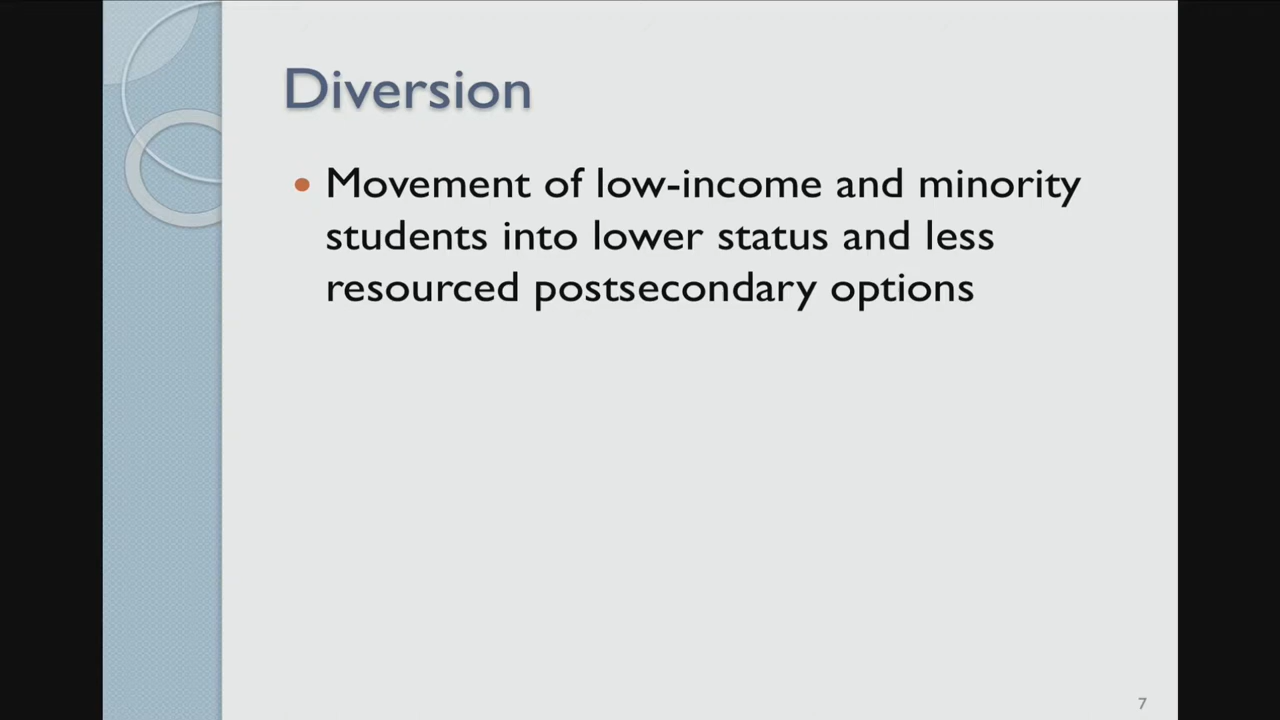 Diversion
Movement of low-income and minority
students into lower status and less
resourced postsecondary options
7